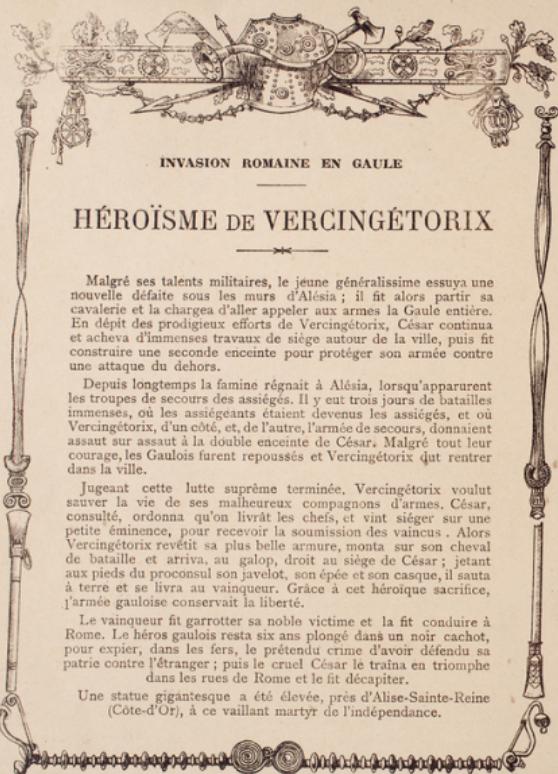 INVASION ROMAINE EN GAULE
HÉROÏSME DE VERCINGÉTORIX
Malgré ses talents militaires, le jeune généralissime essuya une
nouvelle défaite sous les murs d'Alésia ; il fit alors partir sa
cavalerie et la chargea d'aller appeler aux armes la Gaule entière.
En dépit des prodigieux efforts de Vercingétorix, César continua
et acheva d'immenses travaux de siège autour de la ville, puis fit
construire une seconde enceinte pour protéger son armée contre
une attaque du dehors.
Depuis longtemps la famine régnait à Alésia, lorsqu'apparurent
les troupes de secours des assiégés. Il y eut trois jours de batailles
immenses, où les assiégeants étaient devenus les assiégés, et où
Vercingétorix, d'un côté, et, de l'autre, l'armée de secours, donnaient
assaut sur assaut à la double enceinte de César. Malgré tout leur
courage, les Gaulois furent repoussés et Vercingétorix dut rentrer
dans la ville.
Jugeant cette lutte suprême terminée, Vercingétorix voulut
sauver la vie de ses malheureux compagnons d'armes. César,
consulté, ordonna qu'on livrât les chefs, et vint siéger sur une
petite éminence, pour recevoir la soumission des vaincus . Alors
Vercingétorix revêtit sa plus belle armure, monta sur son cheval
de bataille et arriva, au galop, droit au siège de César ; jetant
aux pieds du proconsul son javelot, son épée et son casque, il sauta
à terre et se livra au vainqueur. Grâce à cet héroïque sacrifice,
l'armée gauloise conservait la liberté.
Le vainqueur fit garrotter sa noble victime et la fit conduire à
Rome. Le héros gaulois resta six ans plongé dans un noir cachot,
pour expier, dans les fers, le prétendu crime d'avoir défendu sa
patrie contre l'étranger ; puis le cruel César le traîna en triomphe
dans les rues de Rome et le fit décapiter.
Une statue gigantesque a été élevée, près d'Alise-Sainte-Reine
(Côte-d'Or), à ce vaillant martyr de l'indépendance.